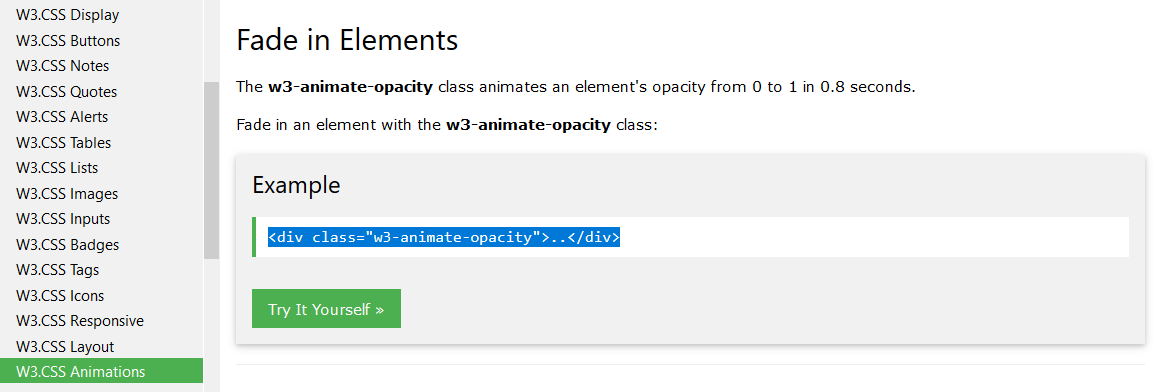 W3.CSS Display
W3.CSS Buttons
W3.CSS Notes
W3.CSS Quotes
W3.CSS Alerts
W3.CSS Tables
W3.CSS Lists
W3.CSS Images
W3.CSS Inputs
W3.CSS Badges
W3.CSS Tags
W3.CSS Icons
W3.CSS Responsive
W3.CSS Layout
W3.CSS Animations
Fade in Elements
The w3-animate-opacity class animates an element's opacity from 0 to 1 in 0.8 seconds.
Fade in an element with the w3-animate-opacity class:
Example
<div class="w3-animate-opacity">..</div>
Try It Yourself »